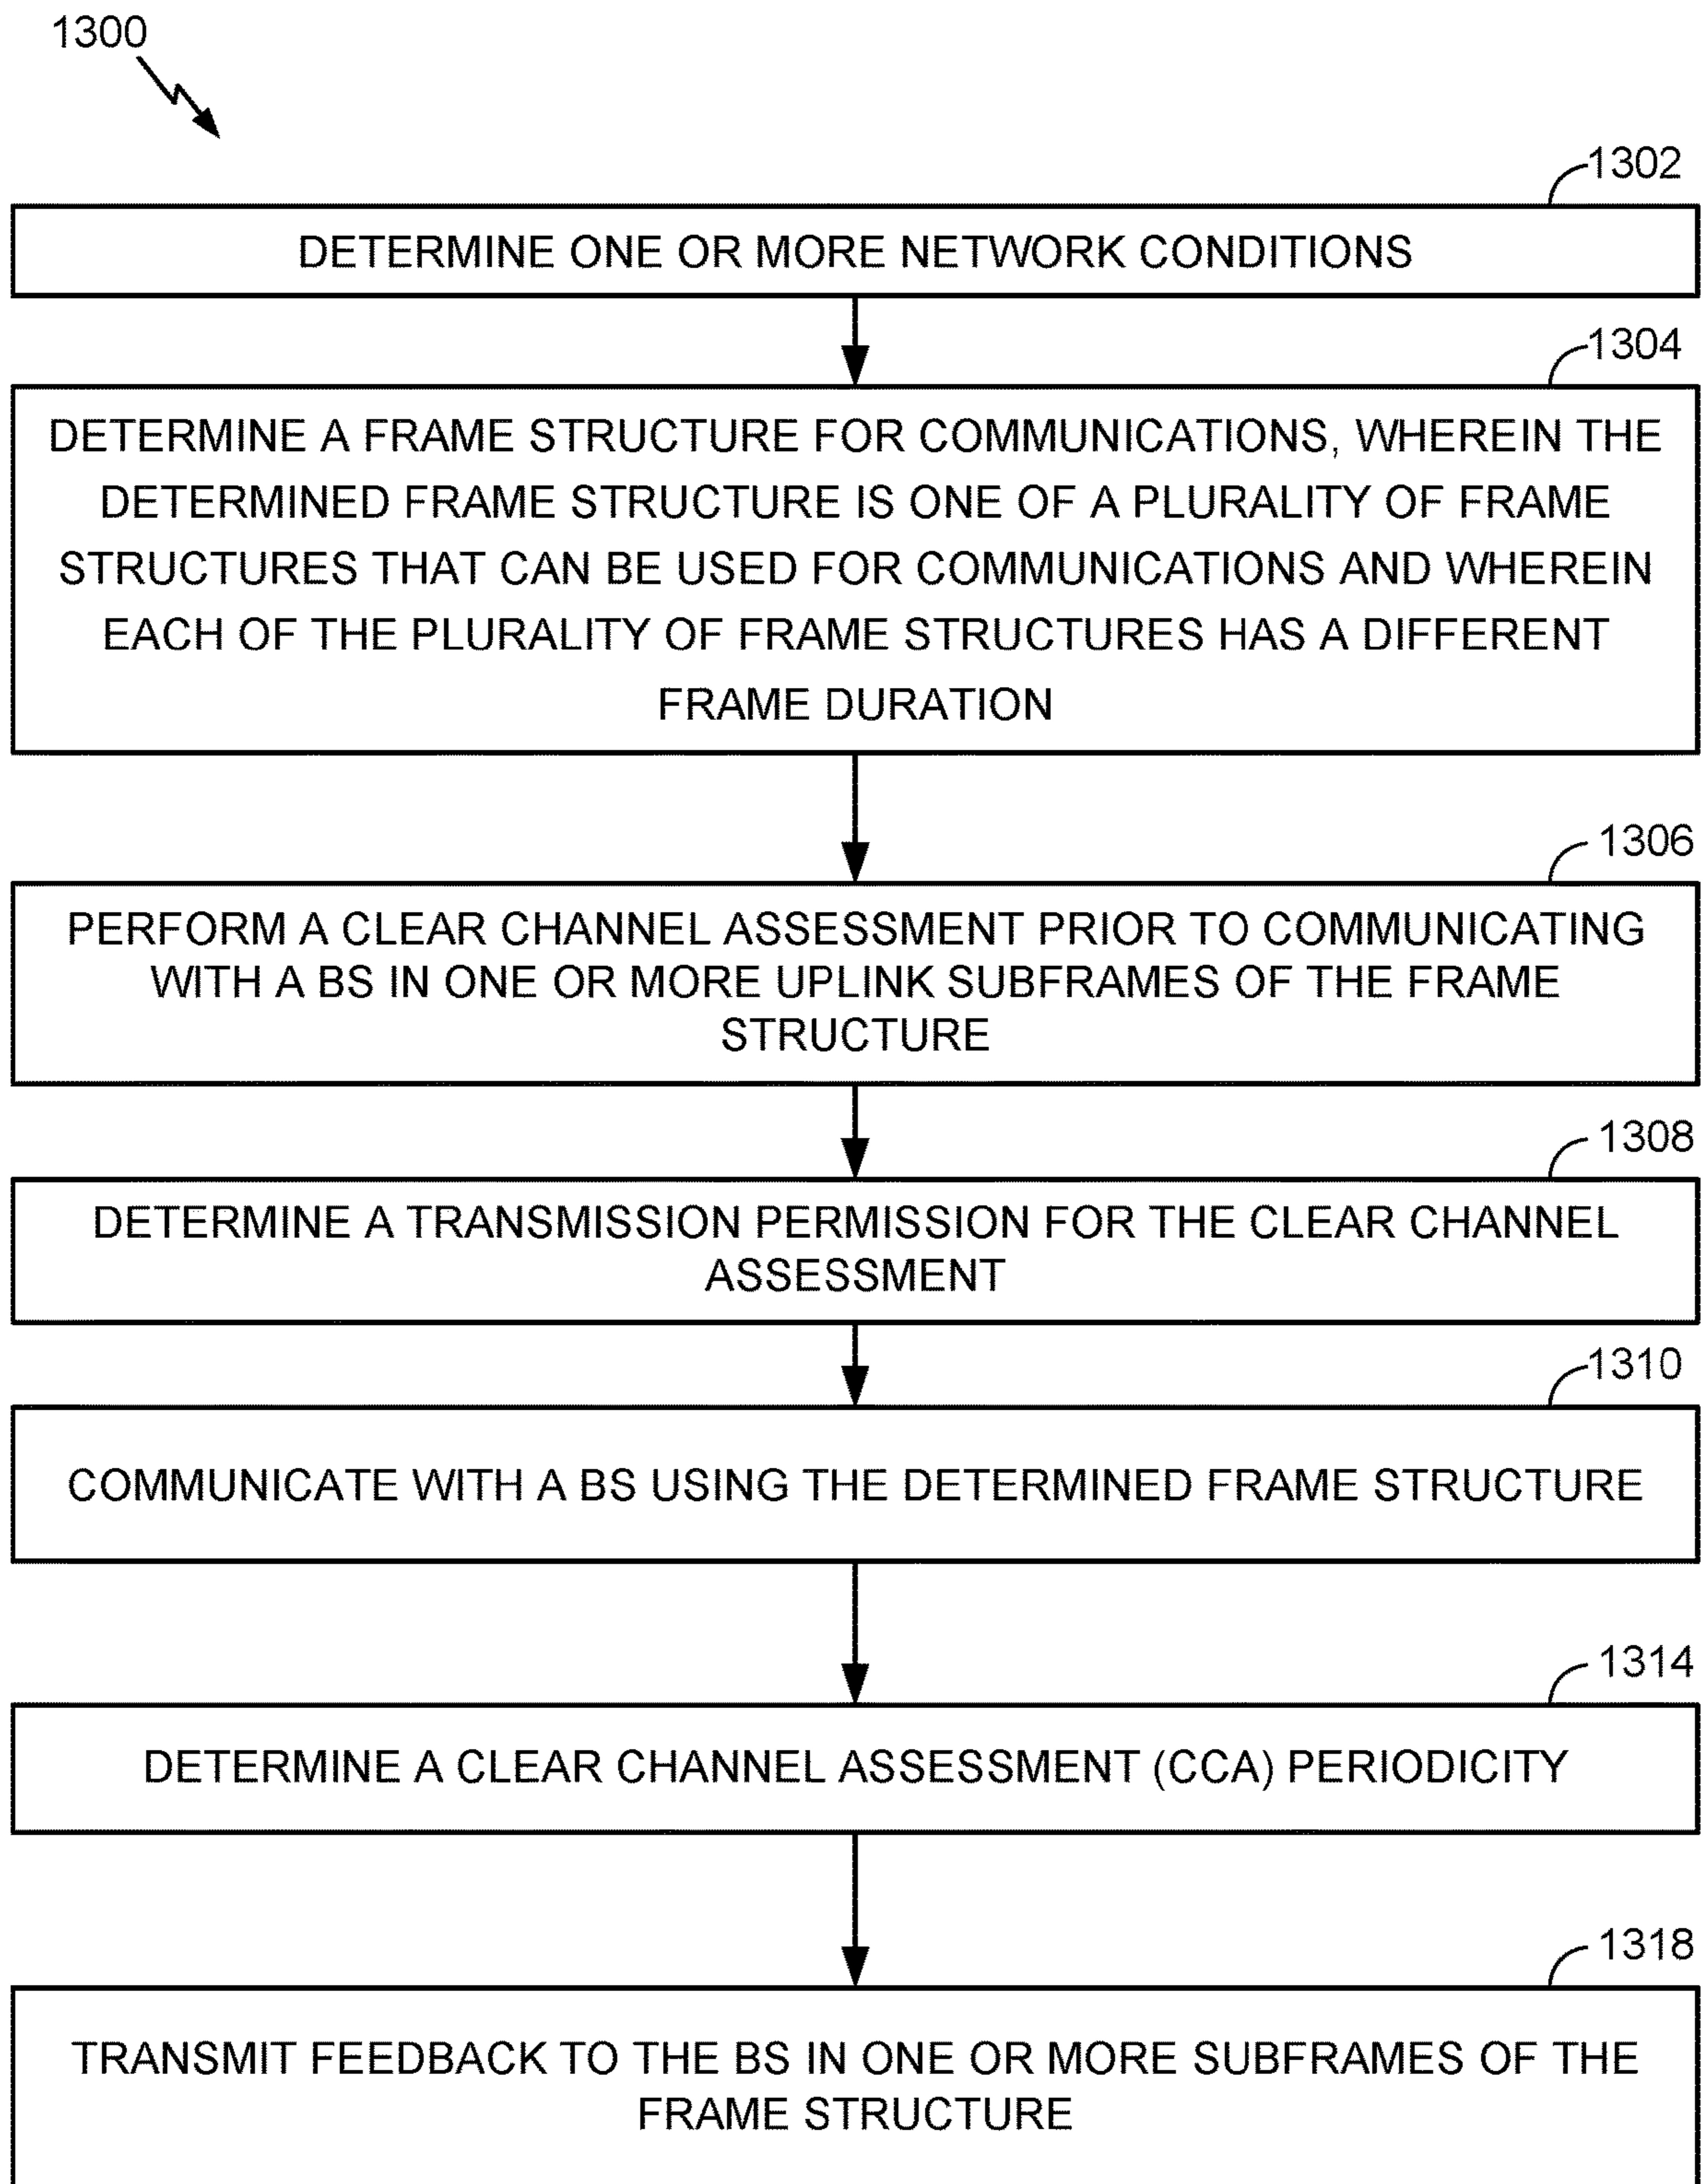 1300
1302
DETERMINE ONE OR MORE NETWORK CONDITIONS
1304
DETERMINE A FRAME STRUCTURE FOR COMMUNICATIONS, WHEREIN THE
DETERMINED FRAME STRUCTURE IS ONE OF A PLURALITY OF FRAME
STRUCTURES THAT CAN BE USED FOR COMMUNICATIONS AND WHEREIN
EACH OF THE PLURALITY OF FRAME STRUCTURES HAS A DIFFERENT
FRAME DURATION
1306
PERFORM A CLEAR CHANNEL ASSESSMENT PRIOR TO COMMUNICATING
WITH A BS IN ONE OR MORE UPLINK SUBFRAMES OF THE FRAME
STRUCTURE
1308
DETERMINE A TRANSMISSION PERMISSION FOR THE CLEAR CHANNEL
ASSESSMENT
1310
COMMUNICATE WITH A BS USING THE DETERMINED FRAME STRUCTURE
1314
DETERMINE A CLEAR CHANNEL ASSESSMENT (CCA) PERIODICITY
1318
TRANSMIT FEEDBACK TO THE BS IN ONE OR MORE SUBFRAMES OF THE
FRAME STRUCTURE